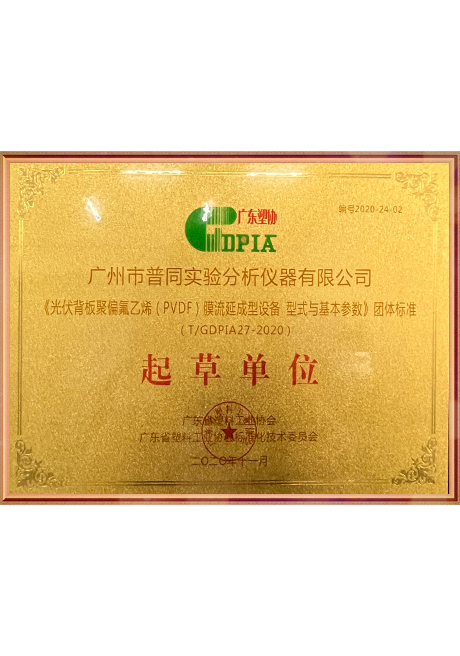 广东塑协
GDPIA
编号2020-24-02
广州市普同实验分析仪器有限公司
《光伏背板聚偏氟乙烯（PVDF）膜流延成型设备 型式与基本参数》团体标准
（T/GDPIA27-2020）
起草单位
广东省塑料工业协会
广东省塑料工业协会标准化技术委员会
二〇二〇年十一月